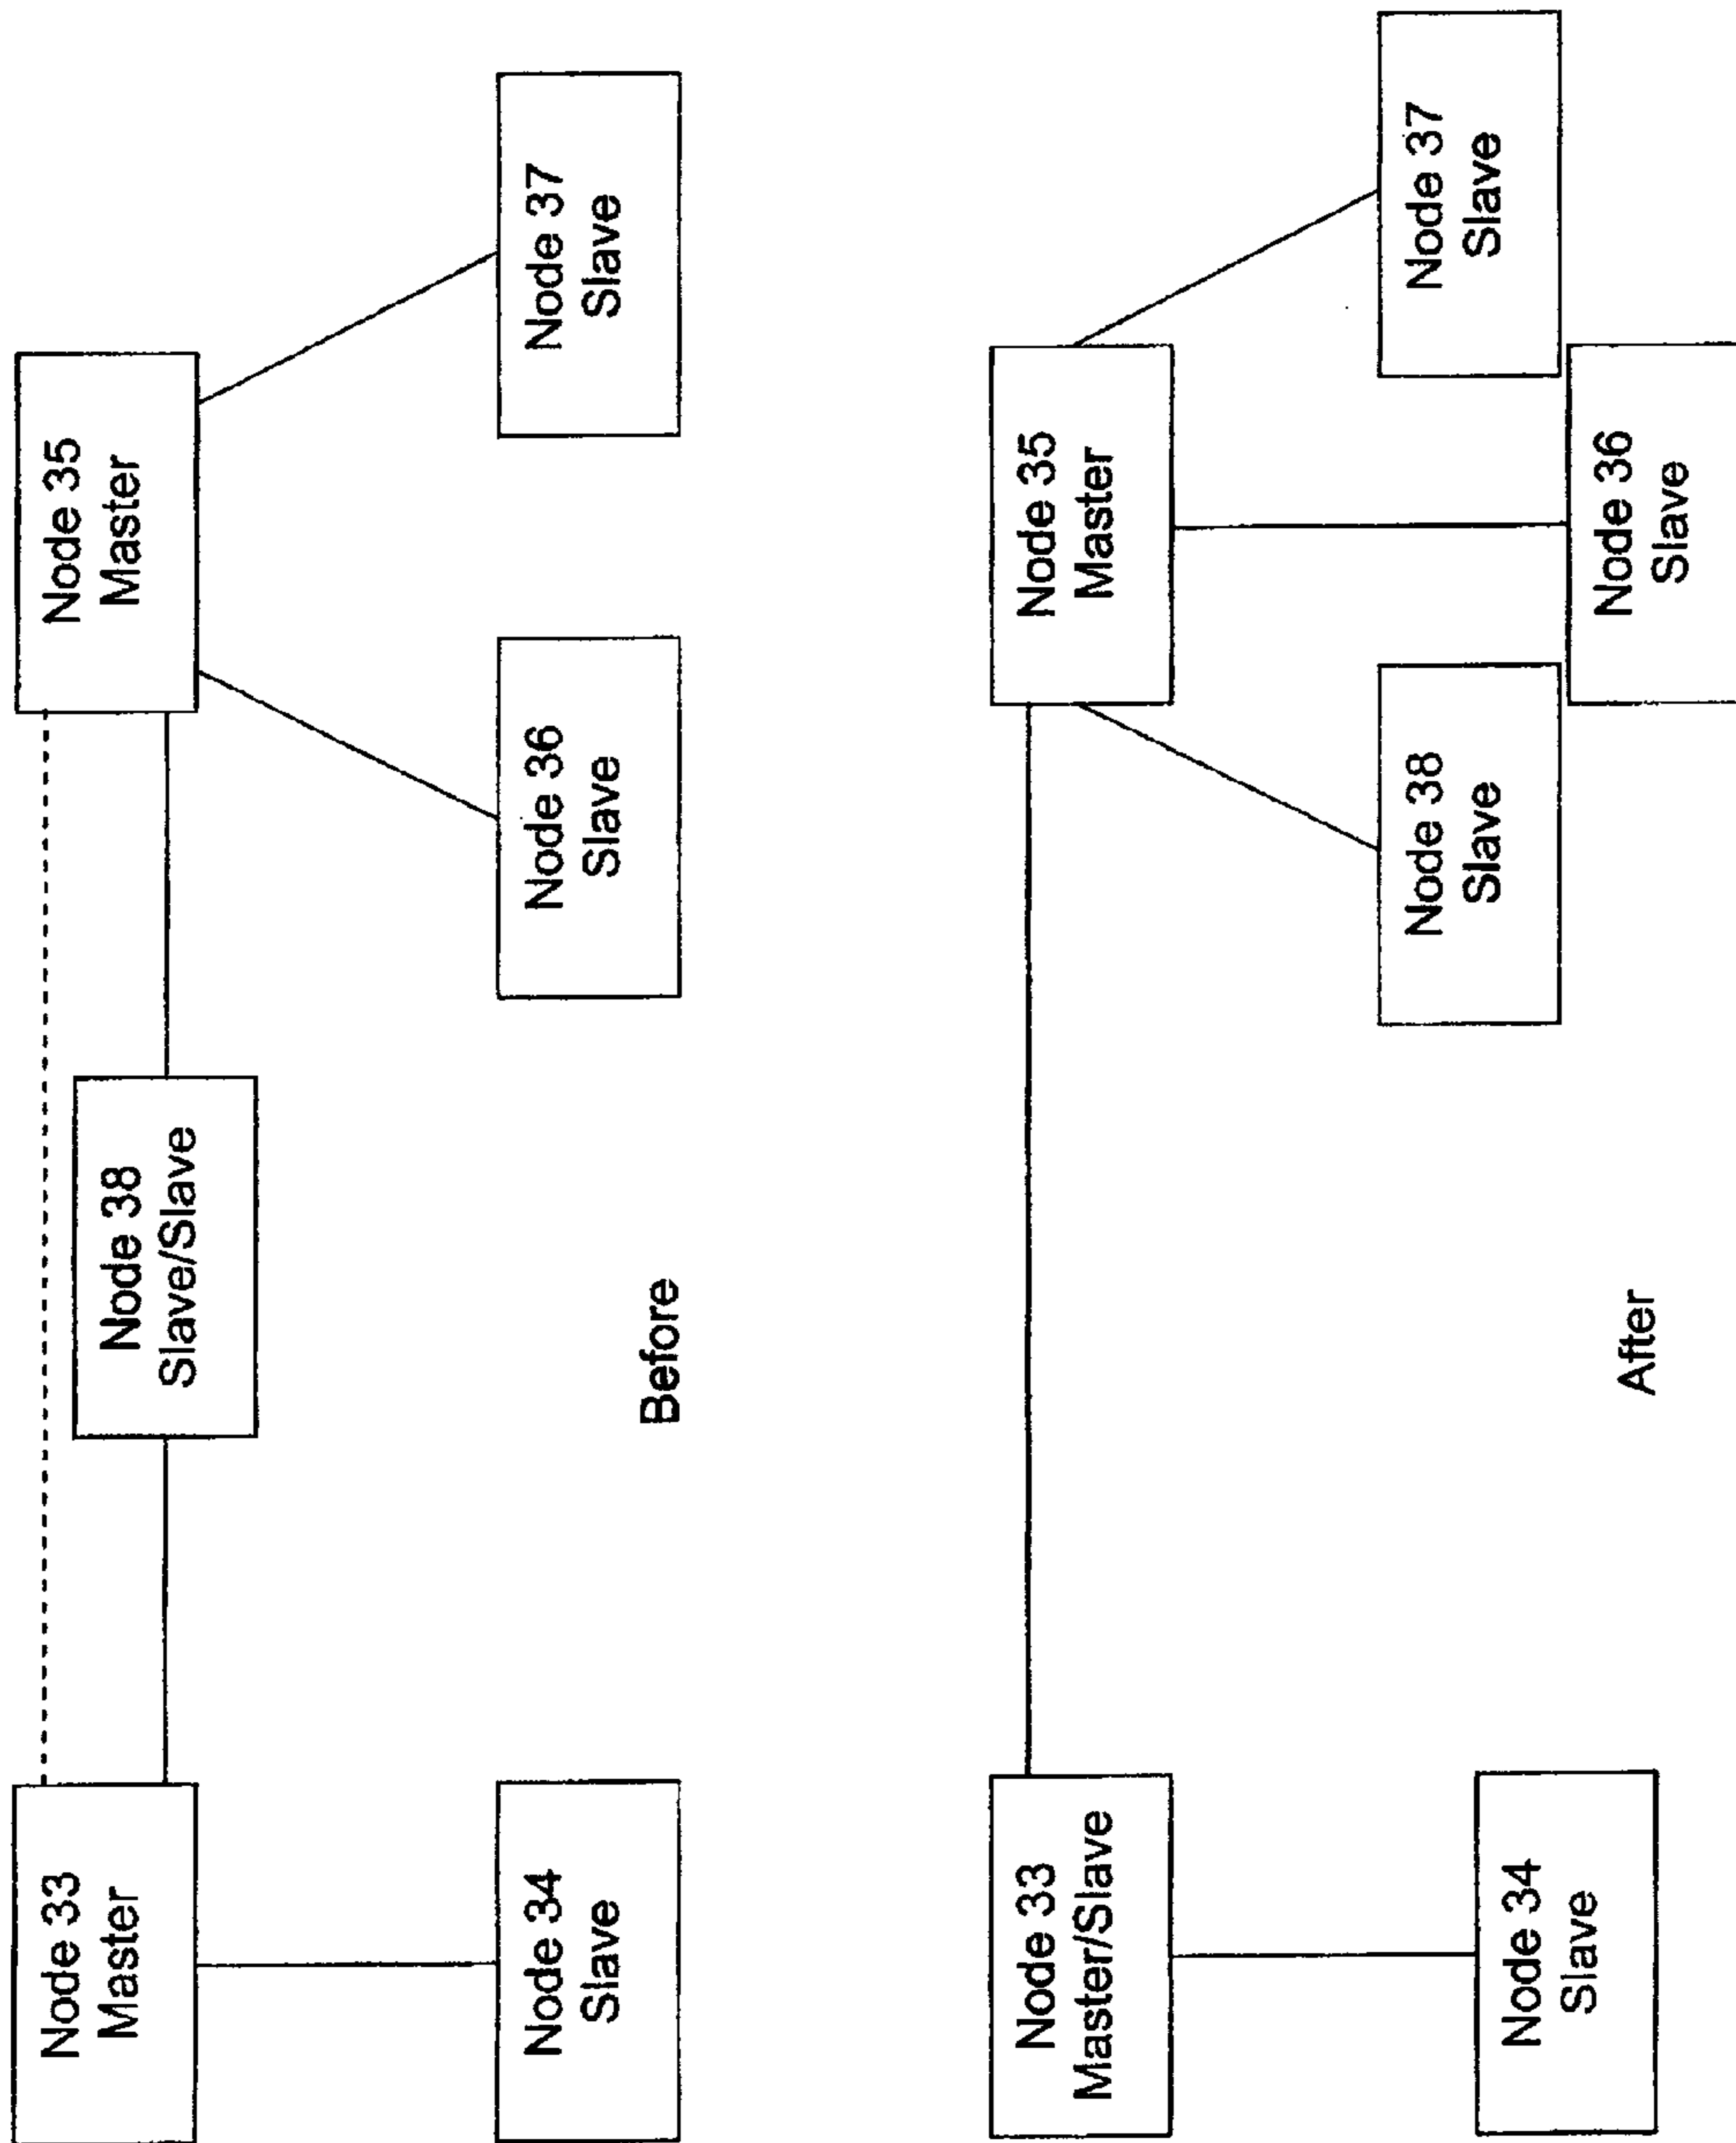 Node 33
Master
Node 38
Slave/Slave
Node 35
Master
Node 34
Slave
Node 36
Slave
Node 37
Slave
Before
Node 33
Master/Slave
Node 35
Master
Node 34
Slave
Node 38
Slave
Node 37
Slave
Node 36
Slave
After